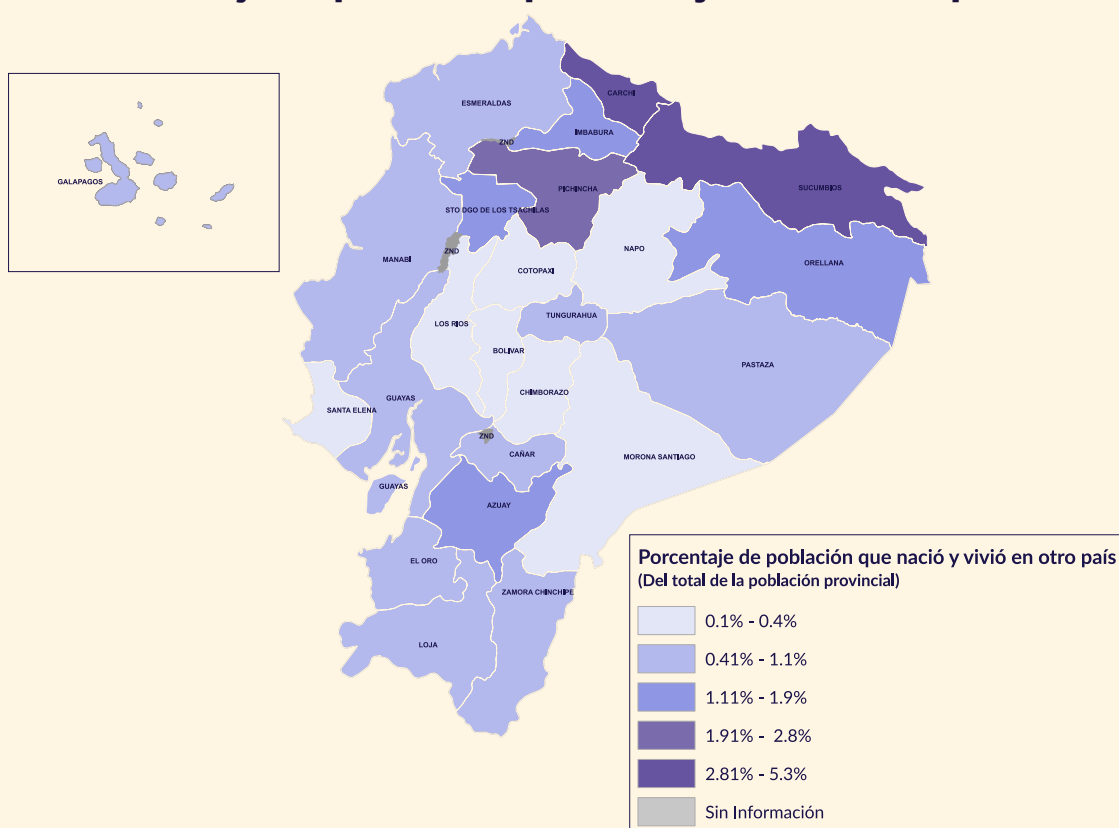 CARCHI
ESMERALDAS
IMBABURA
ZND
GALAPAGOS
PICHINCHA
SUCUMBIOS
STO DGO DE LOS TSACHILAS
NAPO
ZND
MANABÍ
ORELLANA
COTOPAXI
TUNGURAHUA
LOS RIOS
BOLIVAR
PASTAZA
CHIMBORAZO
GUAYAS
SANTA ELENA
ZND
CAÑAR
MORONA SANTIAGO
GUAYAS
AZUAY
EL ORO
ZAMORA CHINCHIPE
LOJA
Porcentaje de población que nació y vivió en otro país
(Del total de la población provincial)
0.1% - 0.4%
0.41% - 1.1%
1.11% - 1.9%
1.91% - 2.8%
2.81% - 5.3%
Sin Información